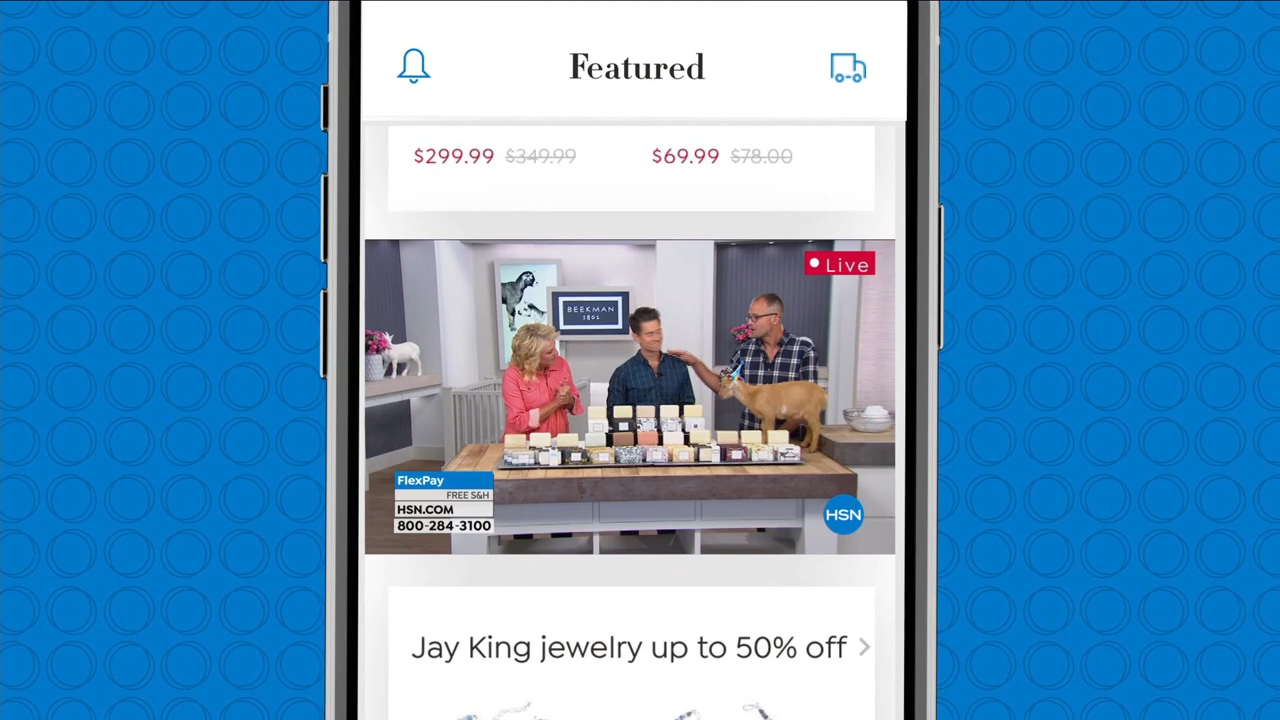 Featured
$299.99 $349.99 $69.99 $78.00
Live
BEEKMAN
1802
FlexPay
FREE S&H
HSN.COM
800-284-3100
HSN
Jay King jewelry up to 50% off